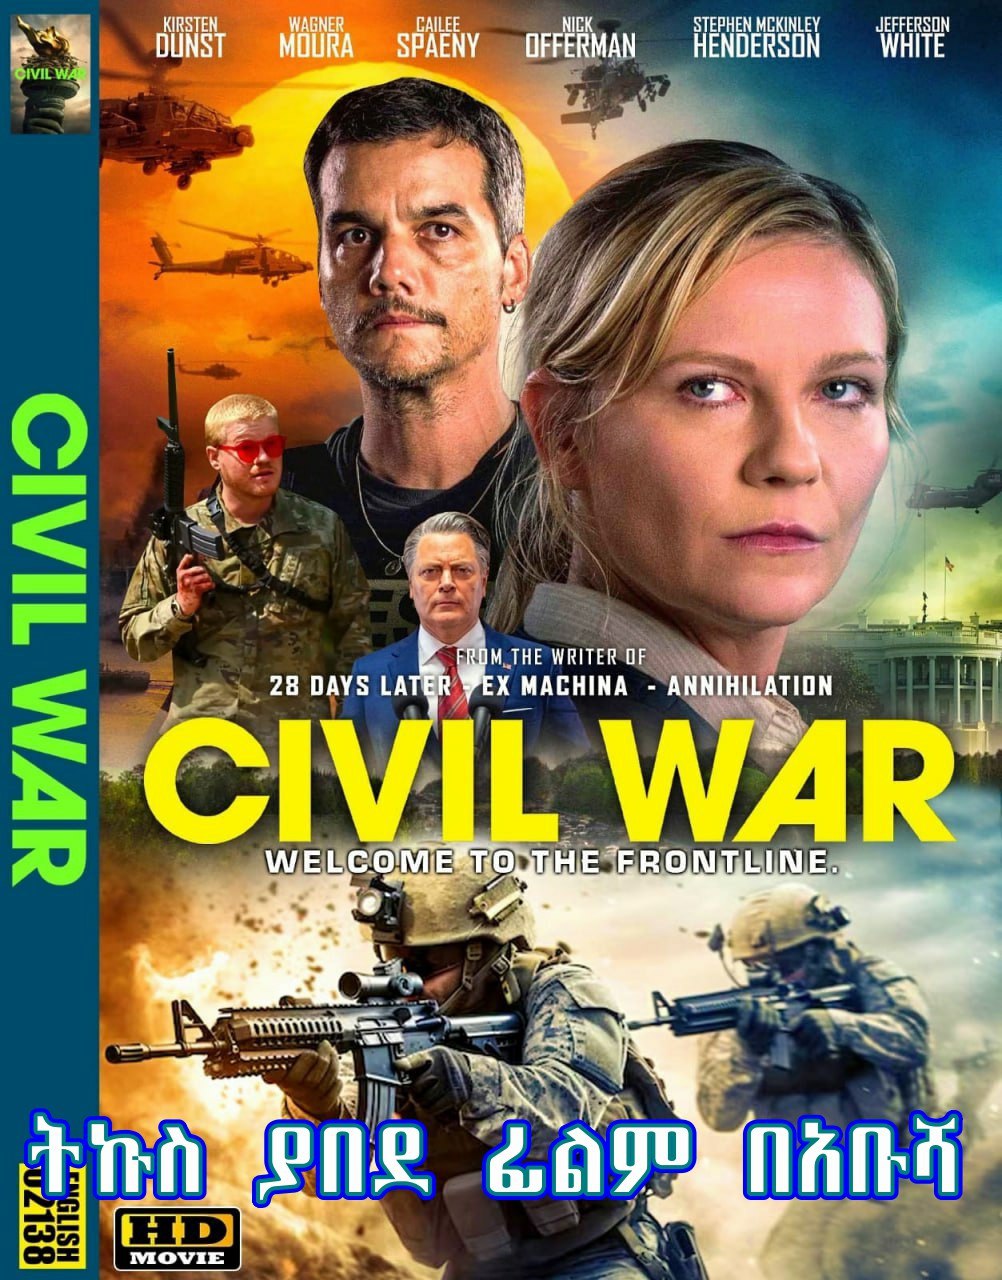 KIRSTEN DUNST
WAGNER MOURA
CAILEE SPAENY
NICK OFFERMAN
STEPHEN MCKINLEY HENDERSON
JEFFERSON WHITE
CIVIL WAR
CIVIL WAR
FROM THE WRITER OF
28 DAYS LATER - EX MACHINA - ANNIHILATION
CIVIL WAR
WELCOME TO THE FRONTLINE.
ትኩስ ያበደ ፊልም በአቡሻ
ENGLISH
02138
HD
MOVIE